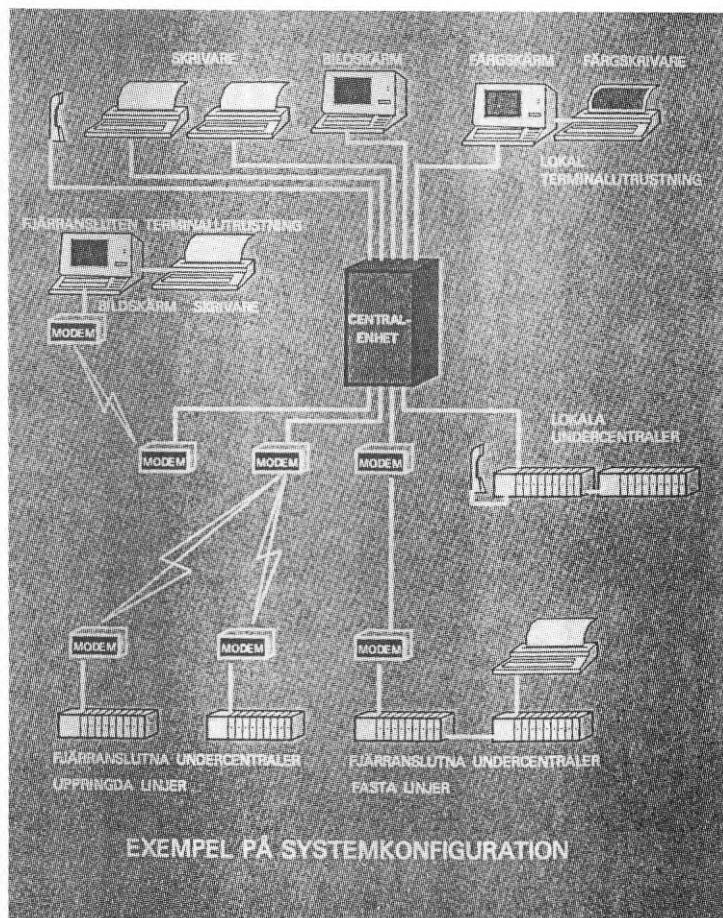 SKRIVARE
BILDSKÄRM
FÄRGSKÄRM
FÄRGSKRIVARE
LOKAL
TERMINALUTRUSTNING
FJÄRRANSLUTEN TERMINALUTRUSTNING
BILDSKÄRM
SKRIVARE
MODEM
CENTRAL-
ENHET
LOKALA
UNDERCENTRALER
MODEM
MODEM
MODEM
MODEM
MODEM
MODEM
FJÄRRANSLUTNA UNDERCENTRALER
UPPRINGDA LINJER
FJÄRRANSLUTNA UNDERCENTRALER
FASTA LINJER
EXEMPEL PÅ SYSTEMKONFIGURATION